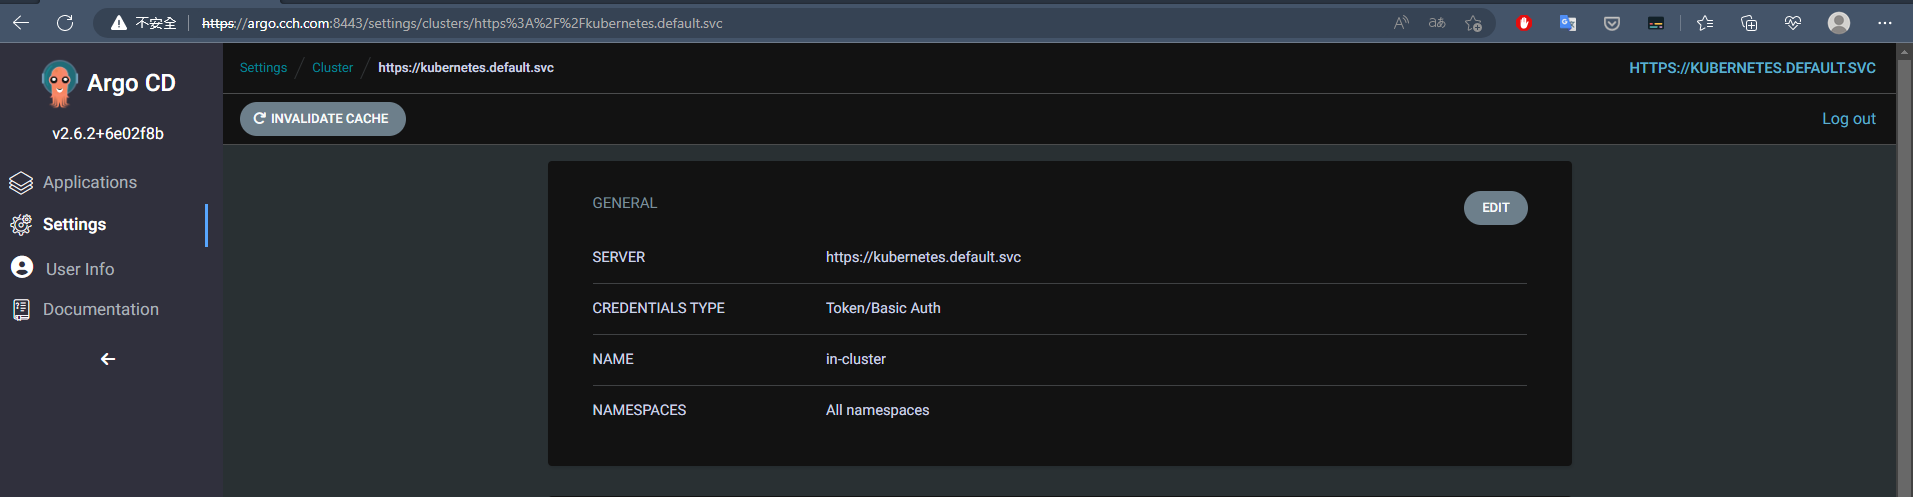 不安全 https://argo.cch.com:8443/settings/clusters/https%3A%2F%2Fkubernetes.default.svc
Argo CD
v2.6.2+6e02f8b
Applications
Settings
User Info
Documentation
Settings / Cluster / https://kubernetes.default.svc
HTTPS://KUBERNETES.DEFAULT.SVC
INVALIDATE CACHE
Log out
GENERAL
EDIT
SERVER https://kubernetes.default.svc
CREDENTIALS TYPE Token/Basic Auth
NAME in-cluster
NAMESPACES All namespaces